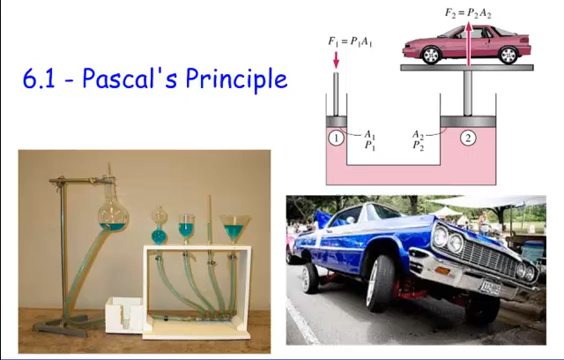 6.1 - Pascal's Principle
F₁ = P₁A₁
F₂ = P₂A₂
A₁
P₁
A₂
P₂
1
2